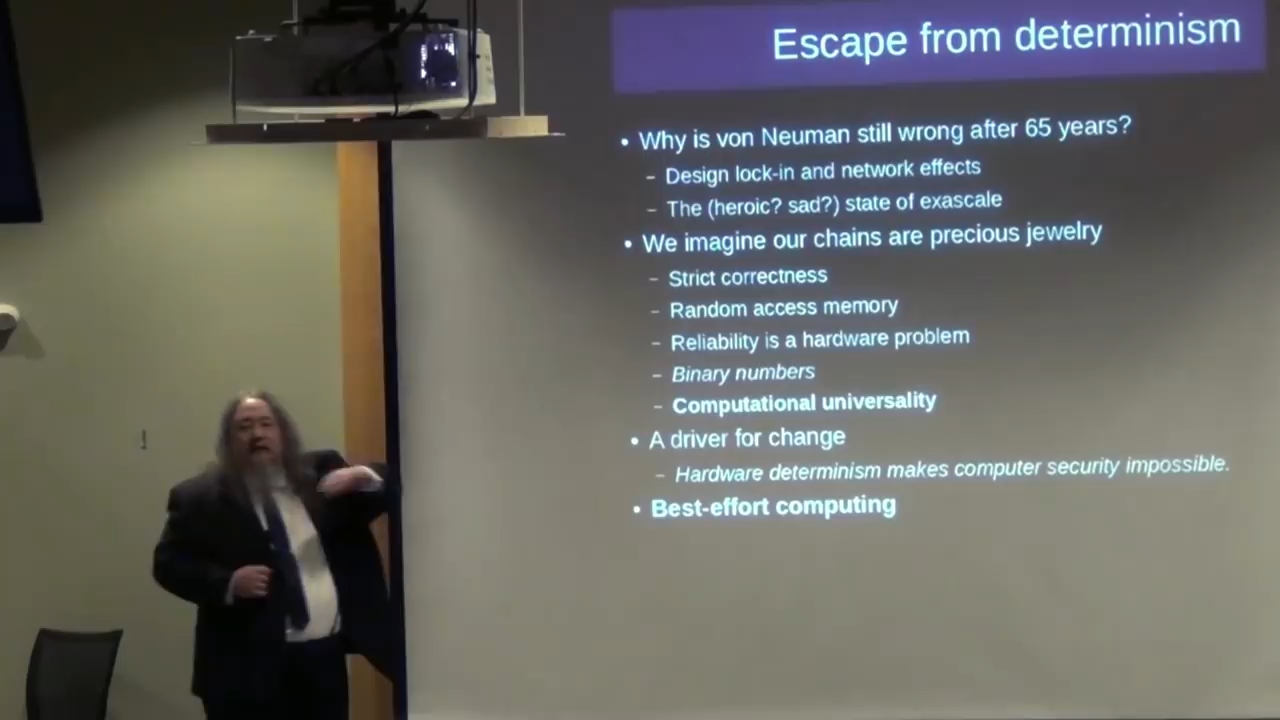 Escape from determinism
• Why is von Neuman still wrong after 65 years?
– Design lock-in and network effects
– The (heroic? sad?) state of exascale
• We imagine our chains are precious jewelry
– Strict correctness
– Random access memory
– Reliability is a hardware problem
– Binary numbers
– Computational universality
• A driver for change
– Hardware determinism makes computer security impossible.
• Best-effort computing